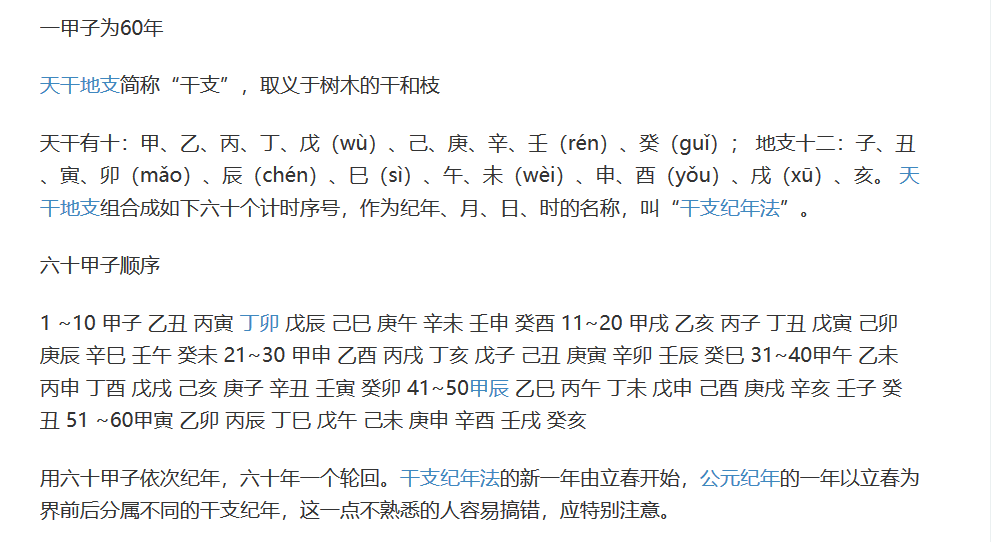 一甲子为60年
天干地支简称“干支”，取义于树木的干和枝
天干有十：甲、乙、丙、丁、戊（wù）、己、庚、辛、壬（rén）、癸（guǐ）； 地支十二：子、丑
、寅、卯（mǎo）、辰（chén）、巳（sì）、午、未（wèi）、申、酉（yǒu）、戌（xū）、亥。 天
干地支组合成如下六十个计时序号，作为纪年、月、日、时的名称，叫“干支纪年法”。
六十甲子顺序
1 ~10 甲子 乙丑 丙寅 丁卯 戊辰 己巳 庚午 辛未 壬申 癸酉 11~20 甲戌 乙亥 丙子 丁丑 戊寅 己卯
庚辰 辛巳 壬午 癸未 21~30 甲申 乙酉 丙戌 丁亥 戊子 己丑 庚寅 辛卯 壬辰 癸巳 31~40甲午 乙未
丙申 丁酉 戊戌 己亥 庚子 辛丑 壬寅 癸卯 41~50甲辰 乙巳 丙午 丁未 戊申 己酉 庚戌 辛亥 壬子 癸
丑 51 ~60甲寅 乙卯 丙辰 丁巳 戊午 己未 庚申 辛酉 壬戌 癸亥
用六十甲子依次纪年，六十年一个轮回。干支纪年法的新一年由立春开始，公元纪年的一年以立春为
界前后分属不同的干支纪年，这一点不熟悉的人容易搞错，应特别注意。